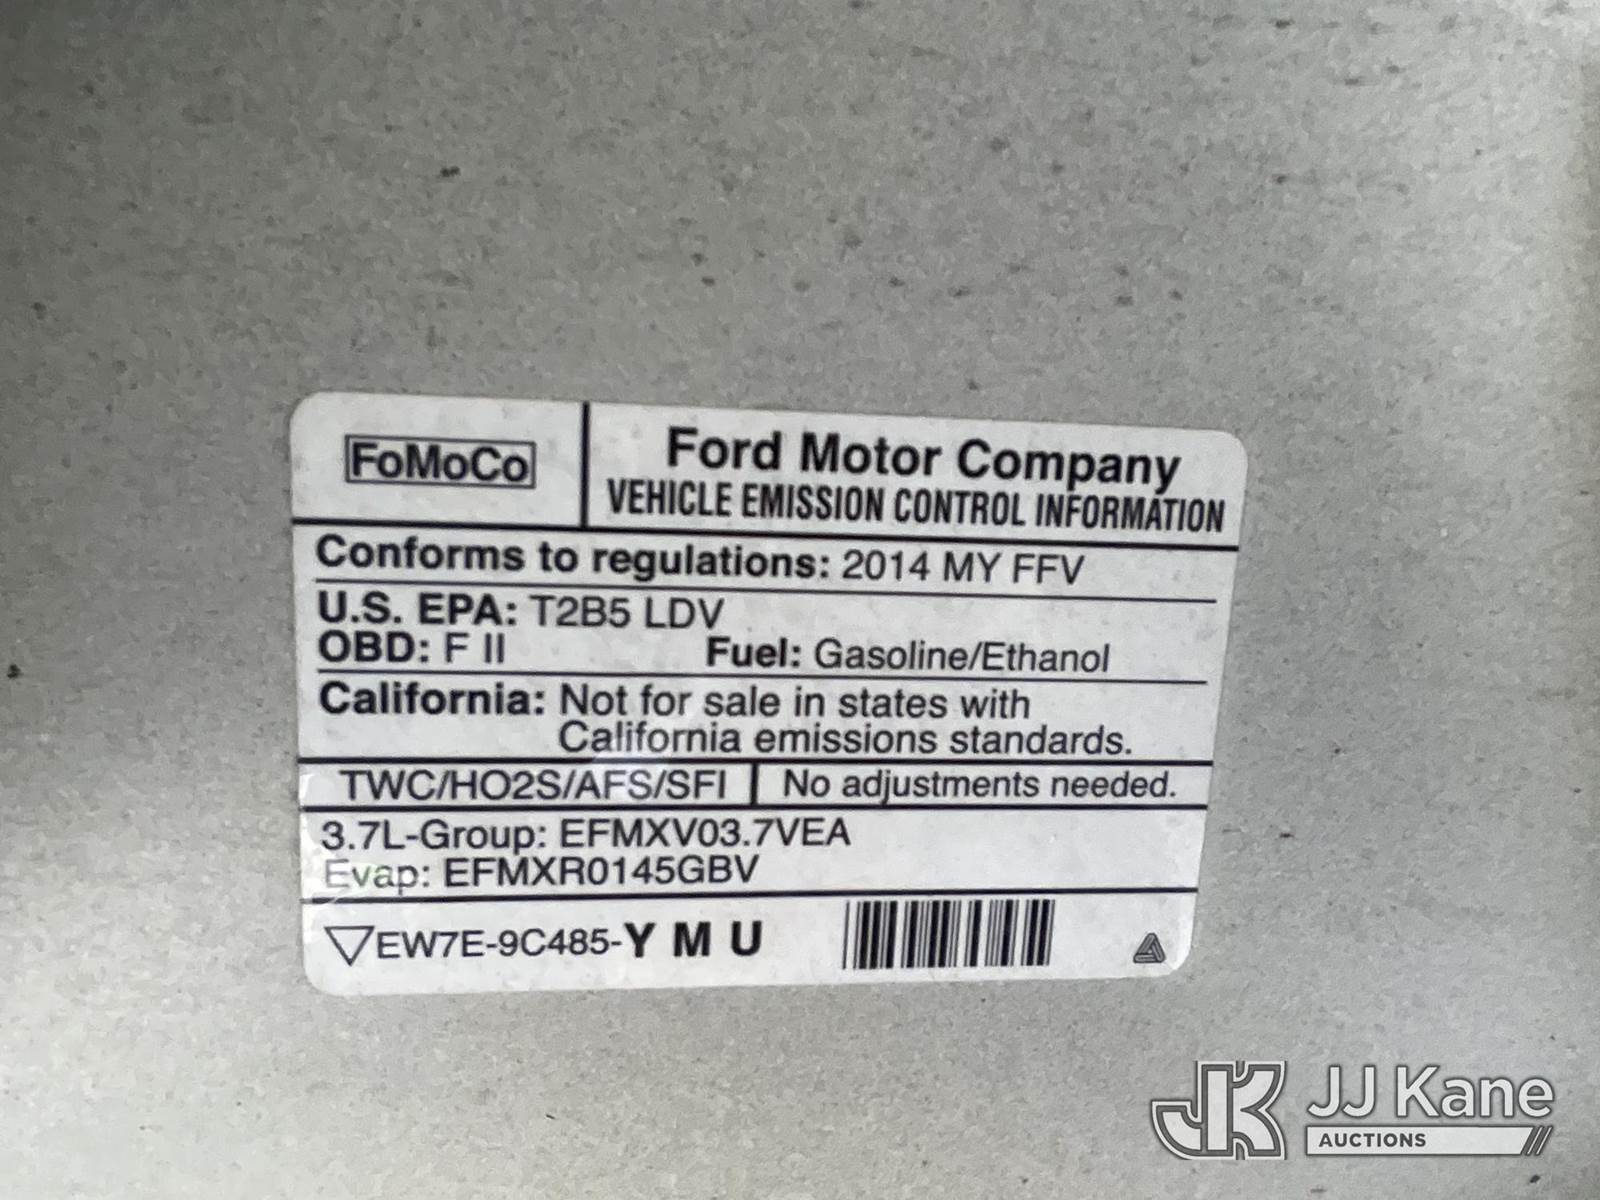 FoMoCo
Ford Motor Company
VEHICLE EMISSION CONTROL INFORMATION
Conforms to regulations: 2014 MY FFV
U.S. EPA: T2B5 LDV
OBD: F II Fuel: Gasoline/Ethanol
California: Not for sale in states with
California emissions standards.
TWC/HO2S/AFS/SFI No adjustments needed.
3.7L-Group: EFMXV03.7VEA
Evap: EFMXR0145GBV
EW7E-9C485-Y M U
JK JJ Kane
AUCTIONS